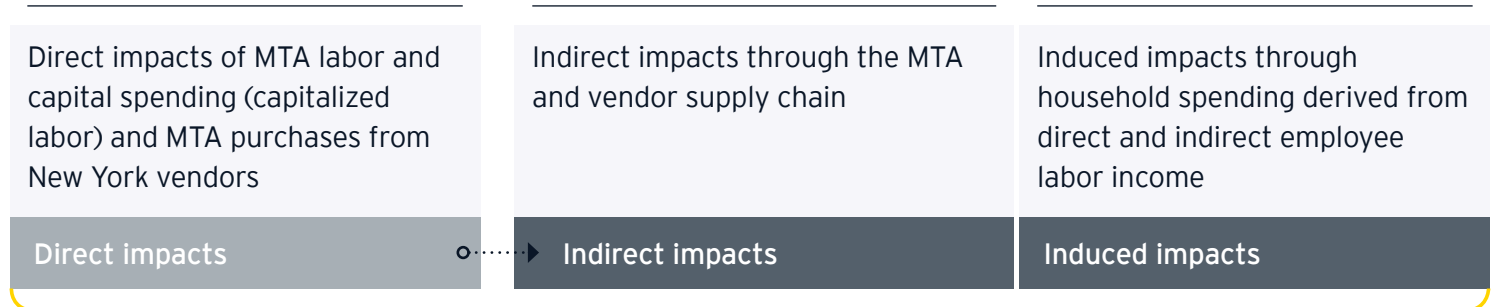 Direct impacts of MTA labor and
capital spending (capitalized
labor) and MTA purchases from
New York vendors
Indirect impacts through the MTA
and vendor supply chain
Induced impacts through
household spending derived from
direct and indirect employee
labor income
Direct impacts
Indirect impacts
Induced impacts